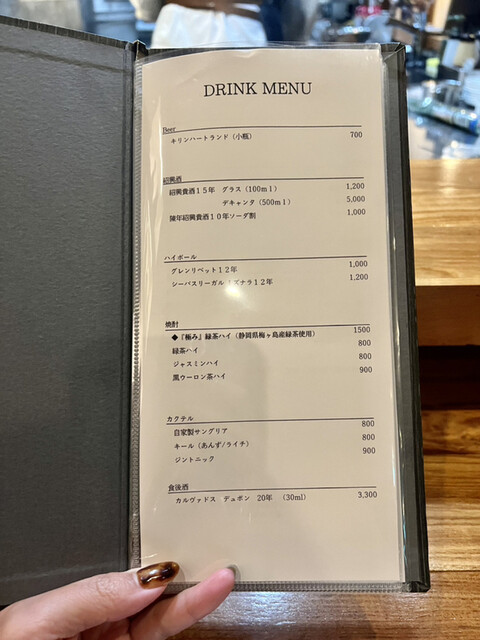 DRINK MENU
Beer
キリンハートランド（小瓶） 700
紹興酒
紹興貴酒１５年 グラス（100ｍｌ） 1,200
デキャンタ（500ｍｌ） 5,000
陳年紹興貴酒１０年ソーダ割 1,000
ハイボール
グレンリベット１２年 1,000
シーバスリーガル ミズナラ１２年 1,200
焼酎
◆『極み』緑茶ハイ（静岡県梅ヶ島産緑茶使用） 1500
緑茶ハイ 800
ジャスミンハイ 800
黒ウーロン茶ハイ 900
カクテル
自家製サングリア 800
キール（あんず/ライチ） 800
ジントニック 900
食後酒
カルヴァドス デュポン 20年 （30ml） 3,300